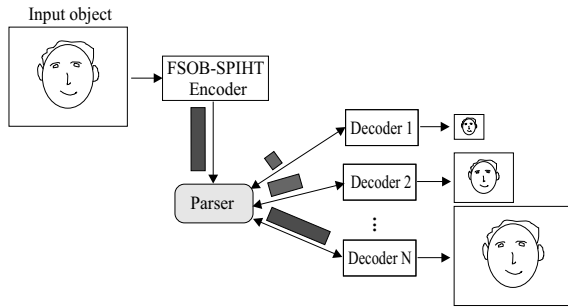 Input object
FSOB-SPIHT
Encoder
Decoder 1
Decoder 2
Parser
...
Decoder N